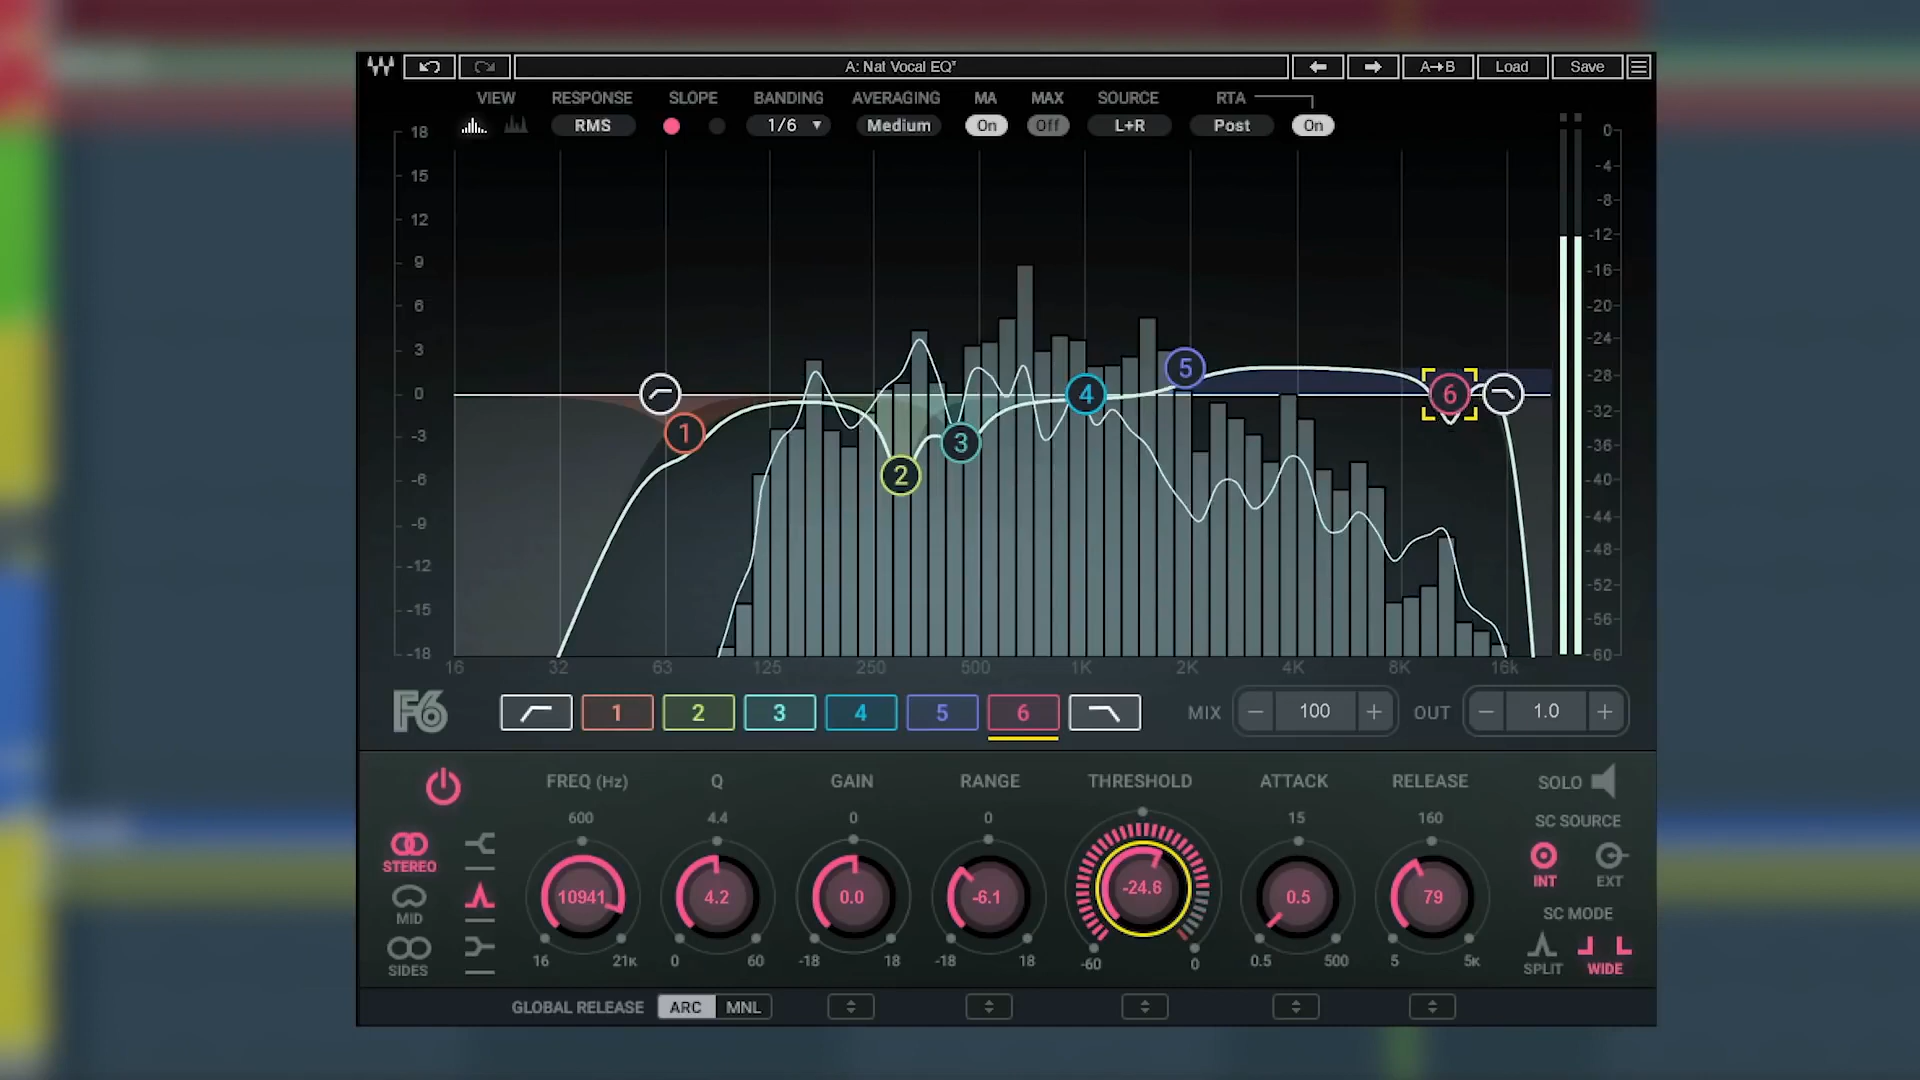 A: Nat Vocal EQ*
A→B
Load
Save
VIEW RESPONSE SLOPE BANDING AVERAGING MA MAX SOURCE RTA
RMS 1/6 Medium On Off L+R Post On
18
15
12
9
6
3
0
-3
-6
-9
-12
-15
-18
0
-4
-8
-12
-16
-20
-24
-28
-32
-36
-40
-44
-48
-52
-56
-60
1
2
3
4
5
6
16 32 63 125 250 500 1K 2K 4K 8K 16k
F6
1 2 3 4 5 6
MIX 100 OUT 1.0
FREQ (Hz) Q GAIN RANGE THRESHOLD ATTACK RELEASE SOLO
600 4.4 0 0 15 160
10941 4.2 0.0 -6.1 -24.6 0.5 79
16 21K 0 60 -18 18 -18 18 -60 0 0.5 500 5 5K
STEREO
MID
SIDES
SC SOURCE
INT EXT
SC MODE
SPLIT WIDE
GLOBAL RELEASE ARC MNL